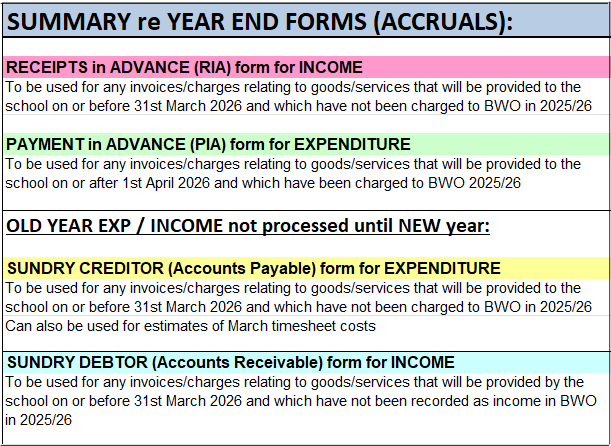 SUMMARY re YEAR END FORMS (ACCRUALS):
RECEIPTS in ADVANCE (RIA) form for INCOME
To be used for any invoices/charges relating to goods/services that will be provided to the
school on or before 31st March 2026 and which have not been charged to BWO in 2025/26
PAYMENT in ADVANCE (PIA) form for EXPENDITURE
To be used for any invoices/charges relating to goods/services that will be provided to the
school on or after 1st April 2026 and which have been charged to BWO 2025/26
OLD YEAR EXP / INCOME not processed until NEW year:
SUNDRY CREDITOR (Accounts Payable) form for EXPENDITURE
To be used for any invoices/charges relating to goods/services that will be provided to the
school on or before 31st March 2026 and which have not been charged to BWO in 2025/26
Can also be used for estimates of March timesheet costs
SUNDRY DEBTOR (Accounts Receivable) form for INCOME
To be used for any invoices/charges relating to goods/services that will be provided by the
school on or before 31st March 2026 and which have not been recorded as income in BWO
in 2025/26